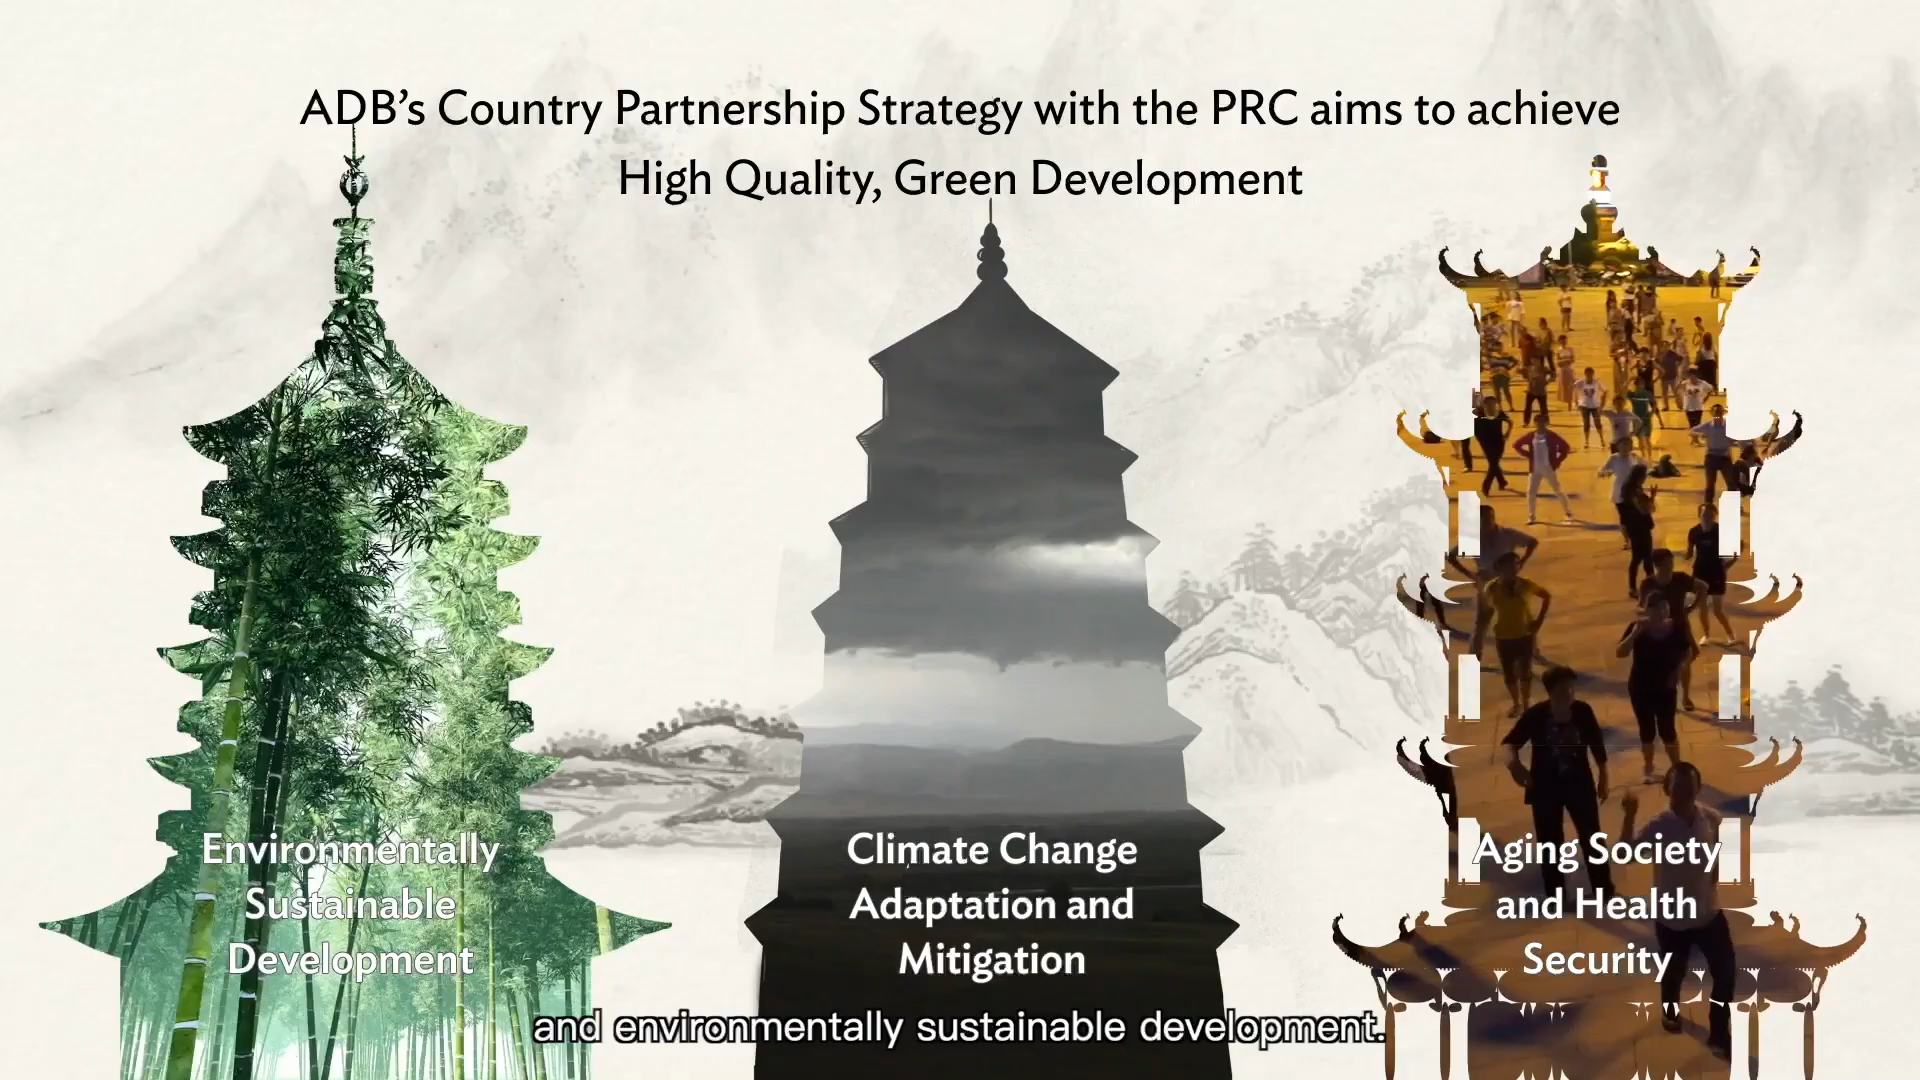 ADB’s Country Partnership Strategy with the PRC aims to achieve
High Quality, Green Development
Environmentally
Sustainable
Development
Climate Change
Adaptation and
Mitigation
Aging Society
and Health
Security
and environmentally sustainable development.